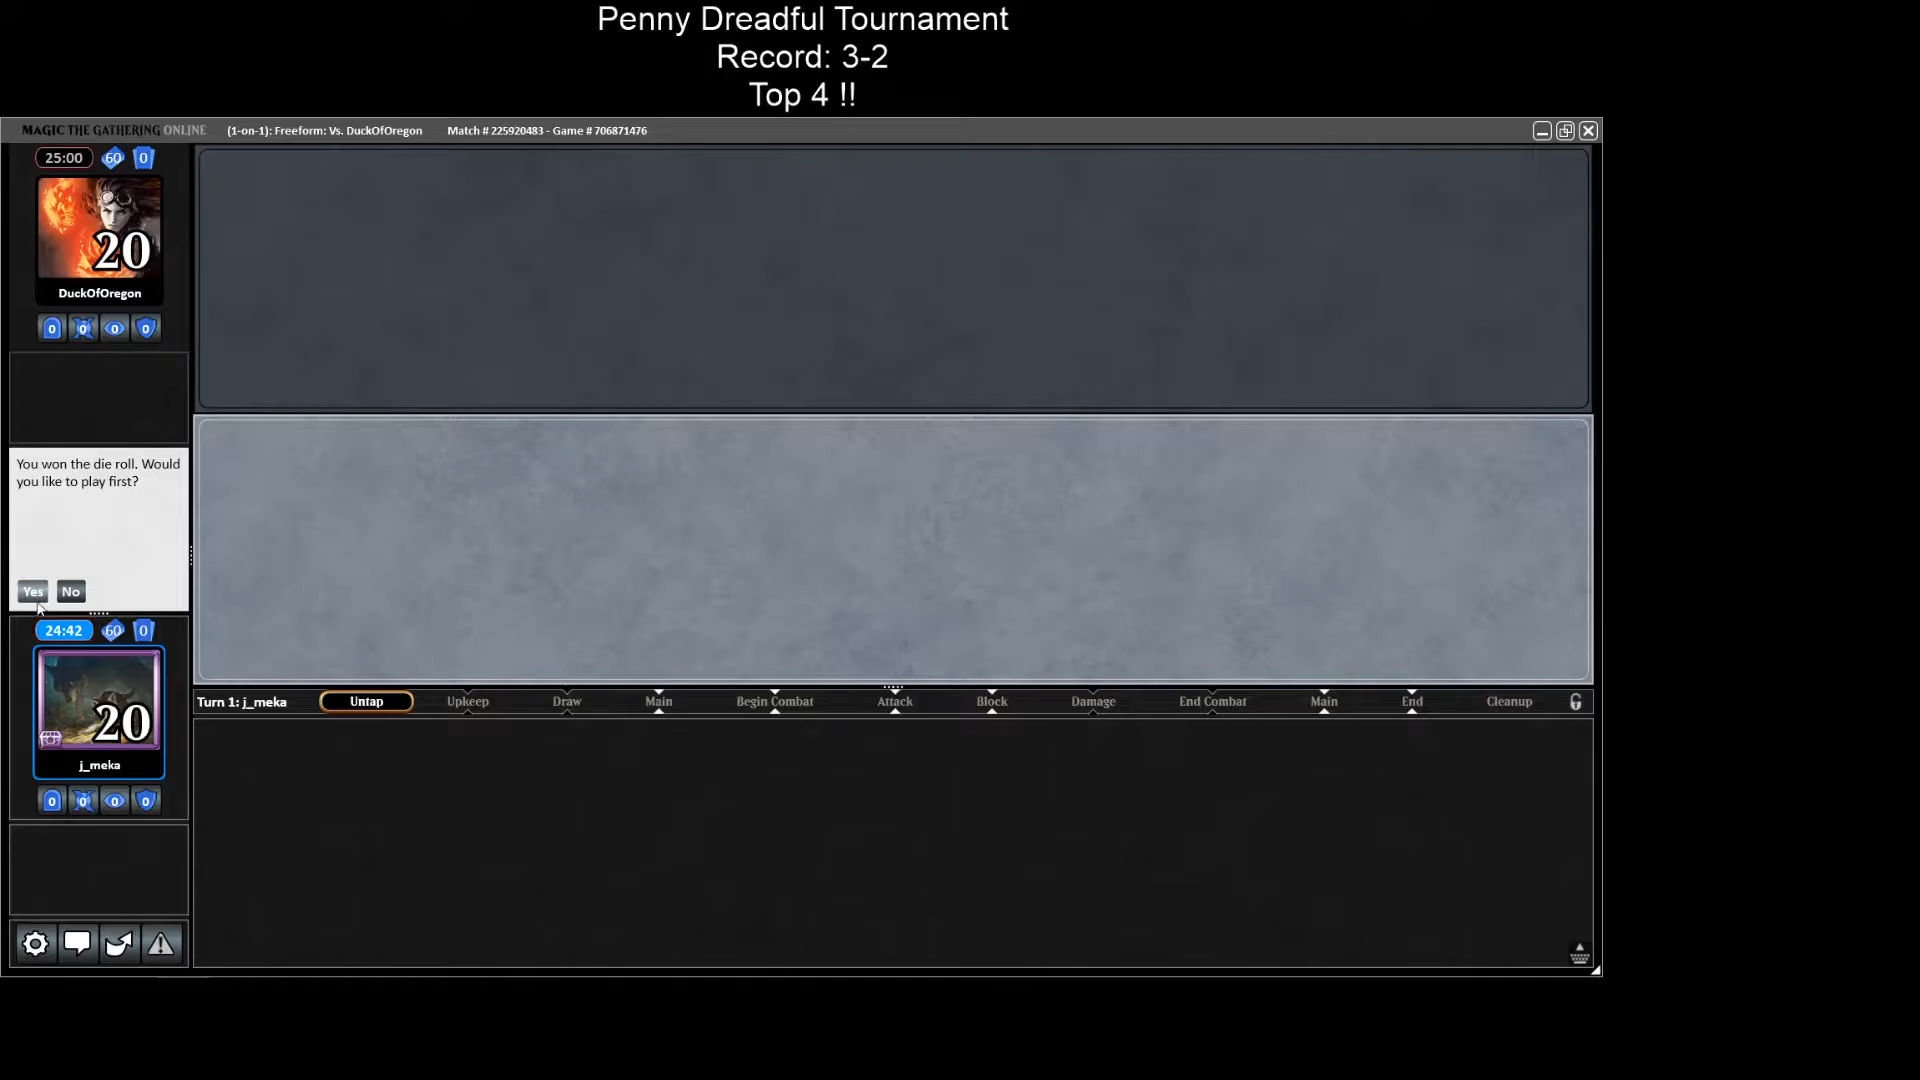 Penny Dreadful Tournament
Record: 3-2
Top 4 !!
MAGIC THE GATHERING ONLINE (1-on-1): Freeform: Vs. DuckOfOregon Match # 225920483 - Game # 706871476
25:00 60 0
20
DuckOfOregon
0 0 0 0
You won the die roll. Would
you like to play first?
Yes No
24:42 60 0
20
j_meka
0 0 0 0
Turn 1: j_meka Untap Upkeep Draw Main Begin Combat Attack Block Damage End Combat Main End Cleanup